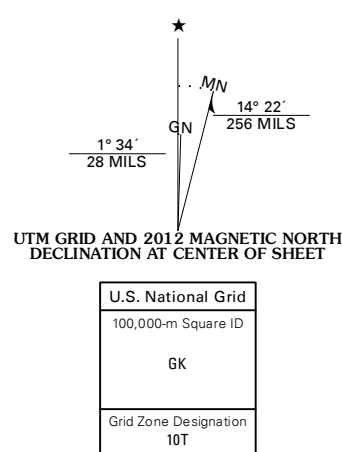 ★
MN
GN
14° 22´
256 MILS
1° 34´
28 MILS
UTM GRID AND 2012 MAGNETIC NORTH
DECLINATION AT CENTER OF SHEET
U.S. National Grid
100,000-m Square ID
GK
Grid Zone Designation
10T